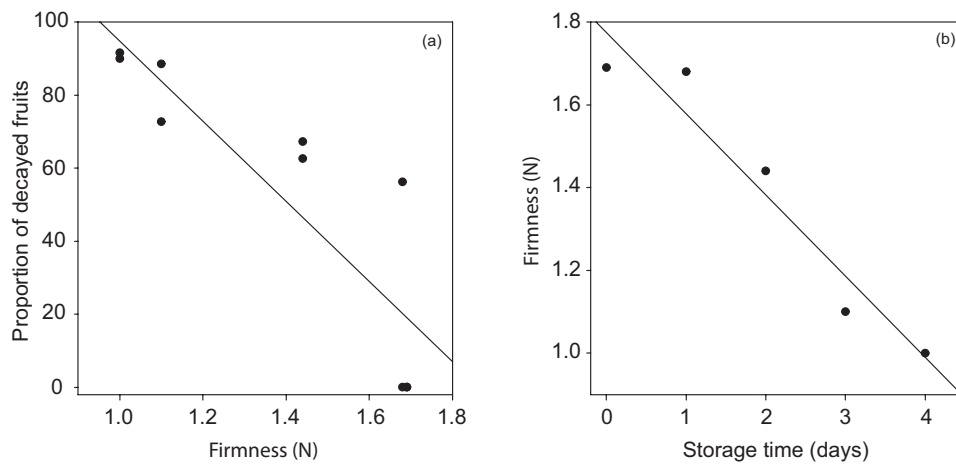 (a)
Proportion of decayed fruits
100
80
60
40
20
0
1.0 1.2 1.4 1.6 1.8
Firmness (N)
(b)
Firmness (N)
1.8
1.6
1.4
1.2
1.0
0 1 2 3 4
Storage time (days)